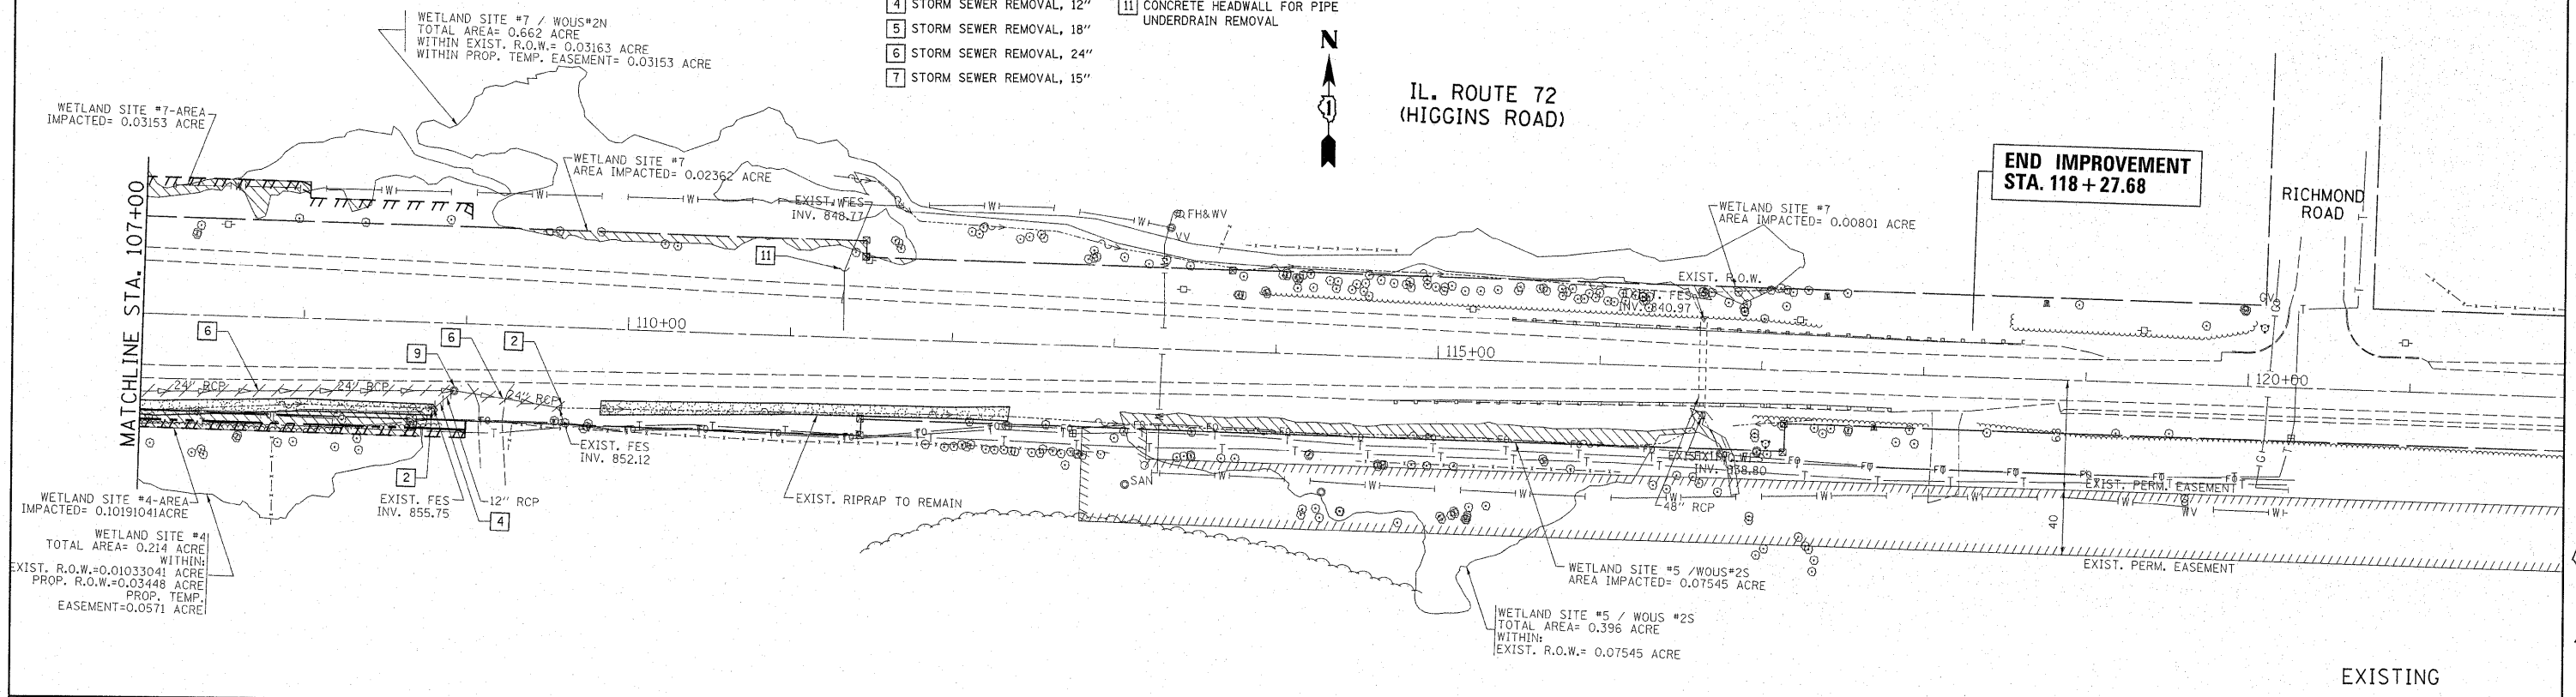 4 STORM SEWER REMOVAL, 12"
5 STORM SEWER REMOVAL, 18"
6 STORM SEWER REMOVAL, 24"
7 STORM SEWER REMOVAL, 15"
11 CONCRETE HEADWALL FOR PIPE
UNDERDRAIN REMOVAL
WETLAND SITE #7 / WOUS#2N
TOTAL AREA= 0.662 ACRE
WITHIN EXIST. R.O.W.= 0.03163 ACRE
WITHIN PROP. TEMP. EASEMENT= 0.03153 ACRE
N
1
IL. ROUTE 72
(HIGGINS ROAD)
WETLAND SITE #7-AREA
IMPACTED= 0.03153 ACRE
WETLAND SITE #7
AREA IMPACTED= 0.02362 ACRE
END IMPROVEMENT
STA. 118+27.68
RICHMOND
ROAD
EXIST. FES
INV. 848.77
FH&WV
VV
WETLAND SITE #7
AREA IMPACTED= 0.00801 ACRE
MATCHLINE STA. 107+00
11
EXIST. R.O.W.
EXIST. FES
INV. 840.97
GV
6
9
6
2
110+00
115+00
120+00
24" RCP
24" RCP
24" RCP
EXIST. FES
INV. 852.12
2
EXIST. FES
INV. 855.75
12" RCP
4
EXIST. RIPRAP TO REMAIN
SAN
48" RCP
EXIST. PERM. EASEMENT
WV
40
EXIST. PERM. EASEMENT
WETLAND SITE #4-AREA
IMPACTED= 0.10191041ACRE
WETLAND SITE #4
TOTAL AREA= 0.214 ACRE
WITHIN:
EXIST. R.O.W.=0.01033041 ACRE
PROP. R.O.W.=0.03448 ACRE
PROP. TEMP.
EASEMENT=0.0571 ACRE
WETLAND SITE #5 /WOUS#2S
AREA IMPACTED= 0.07545 ACRE
WETLAND SITE #5 / WOUS #2S
TOTAL AREA= 0.396 ACRE
WITHIN:
EXIST. R.O.W.= 0.07545 ACRE
EXISTING